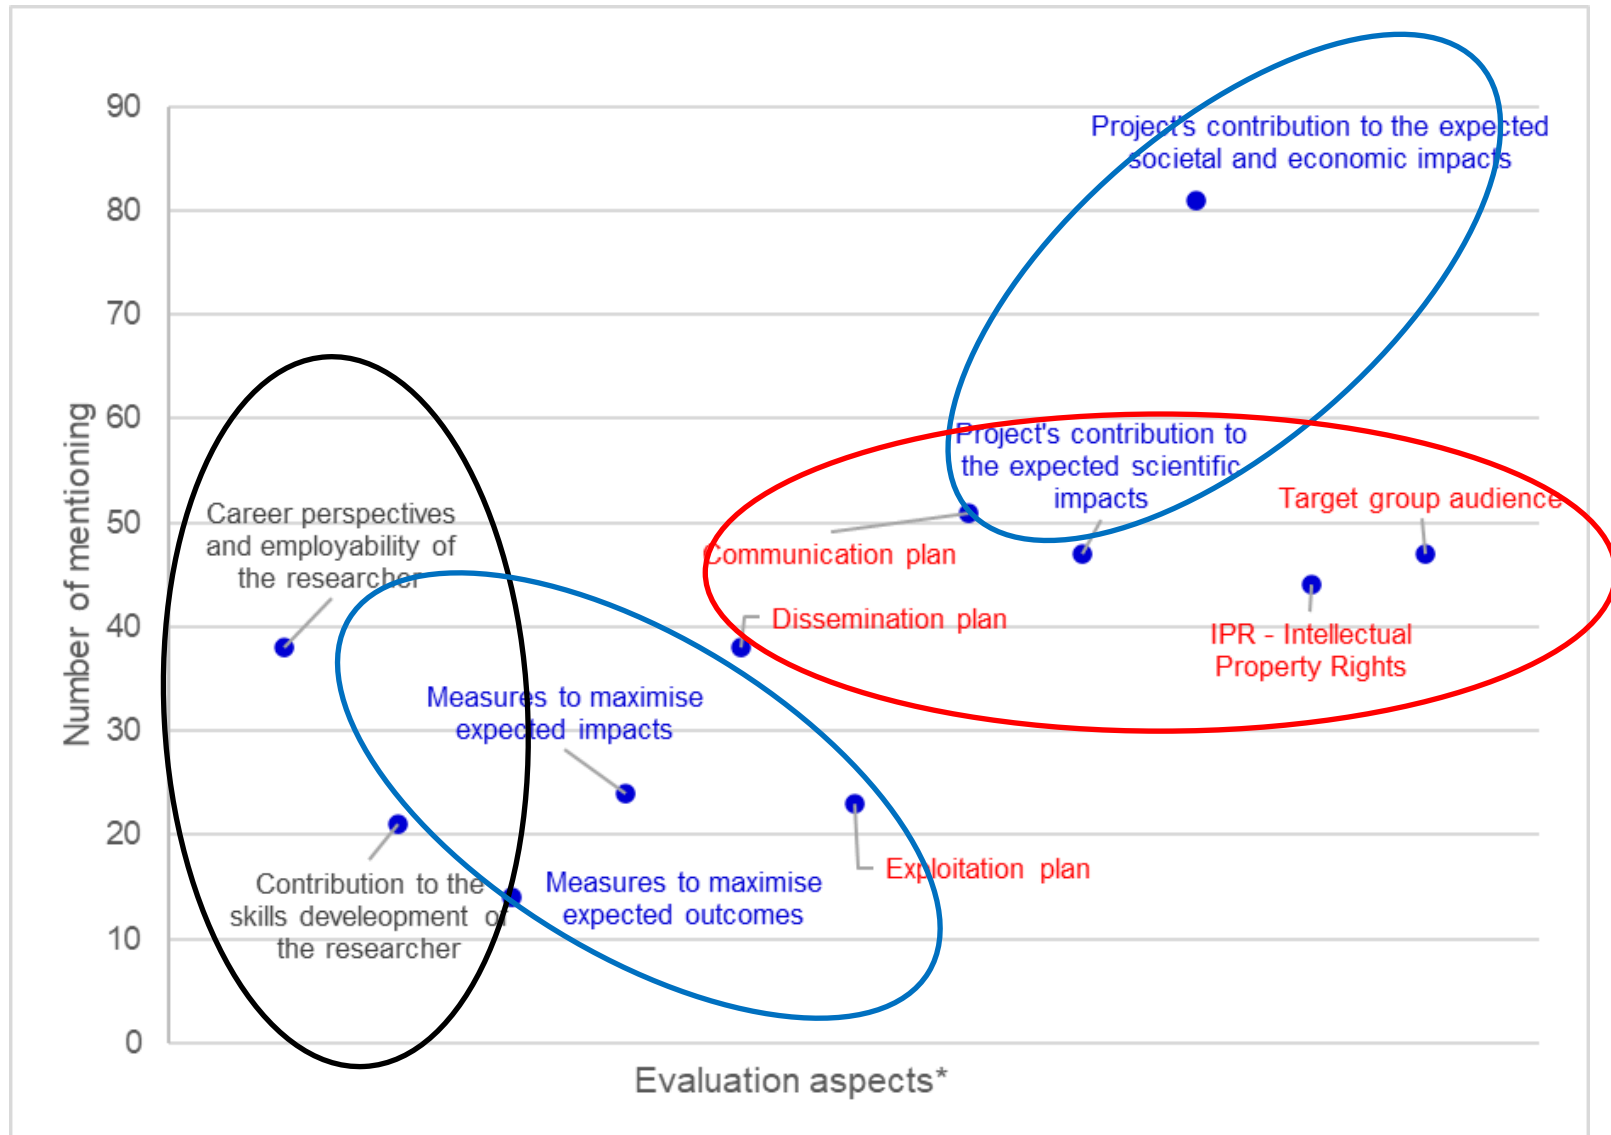 90
Project's contribution to the expected
societal and economic impacts
80
70
60
Project's contribution to
the expected scientific
impacts
Target group audience
50
Career perspectives
and employability of
the researcher
Communication plan
40
Dissemination plan
IPR - Intellectual
Property Rights
Number of mentioning
Measures to maximise
expected impacts
30
20
Exploitation plan
Contribution to the
skills develeopment of
the researcher
Measures to maximise
expected outcomes
10
0
Evaluation aspects*